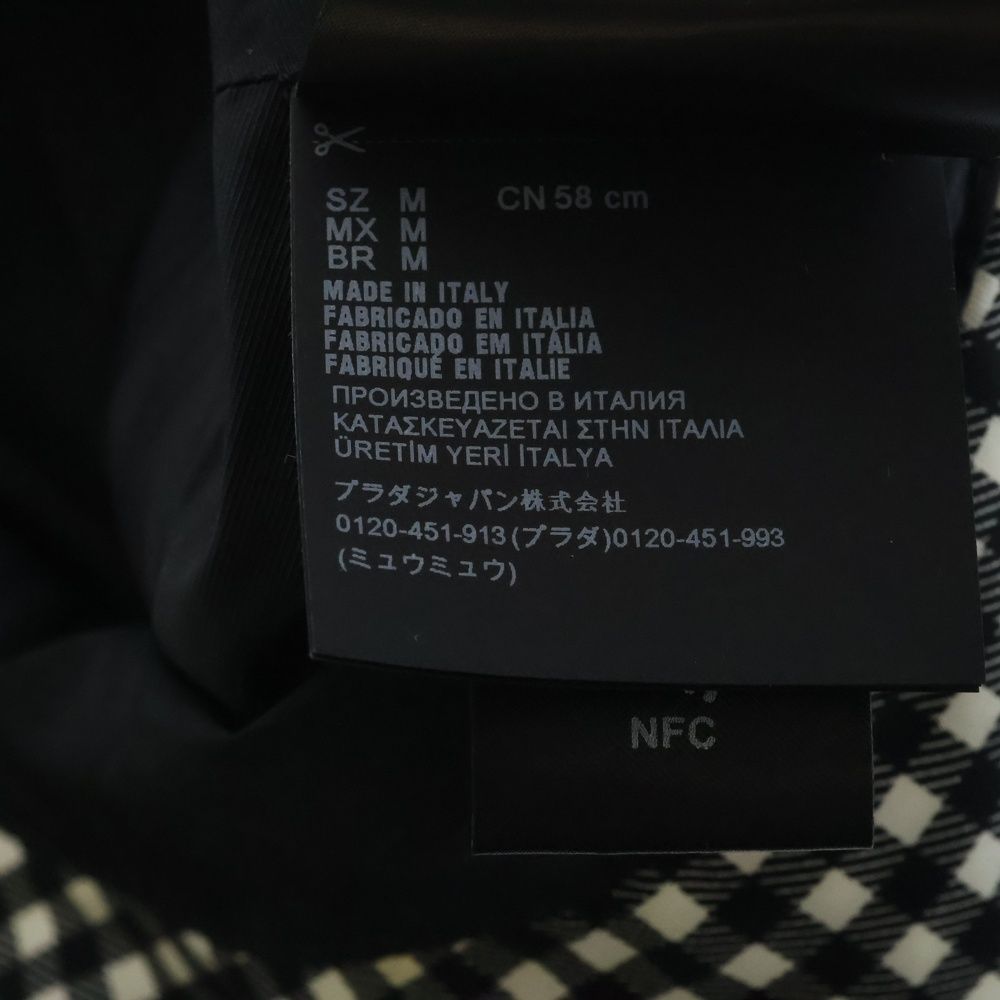 SZ M CN 58 cm
MX M
BR M
MADE IN ITALY
FABRICADO EN ITALIA
FABRICADO EM ITÁLIA
FABRIQUÉ EN ITALIE
ПРОИЗВЕДЕНО В ИТАЛИЯ
ΚΑΤΑΣΚΕΥΑΖΕΤΑΙ ΣΤΗΝ ΙΤΑΛΙΑ
ÜRETİM YERİ İTALYA
プラダジャパン株式会社
0120-451-913(プラダ)0120-451-993
(ミュウミュウ)
NFC